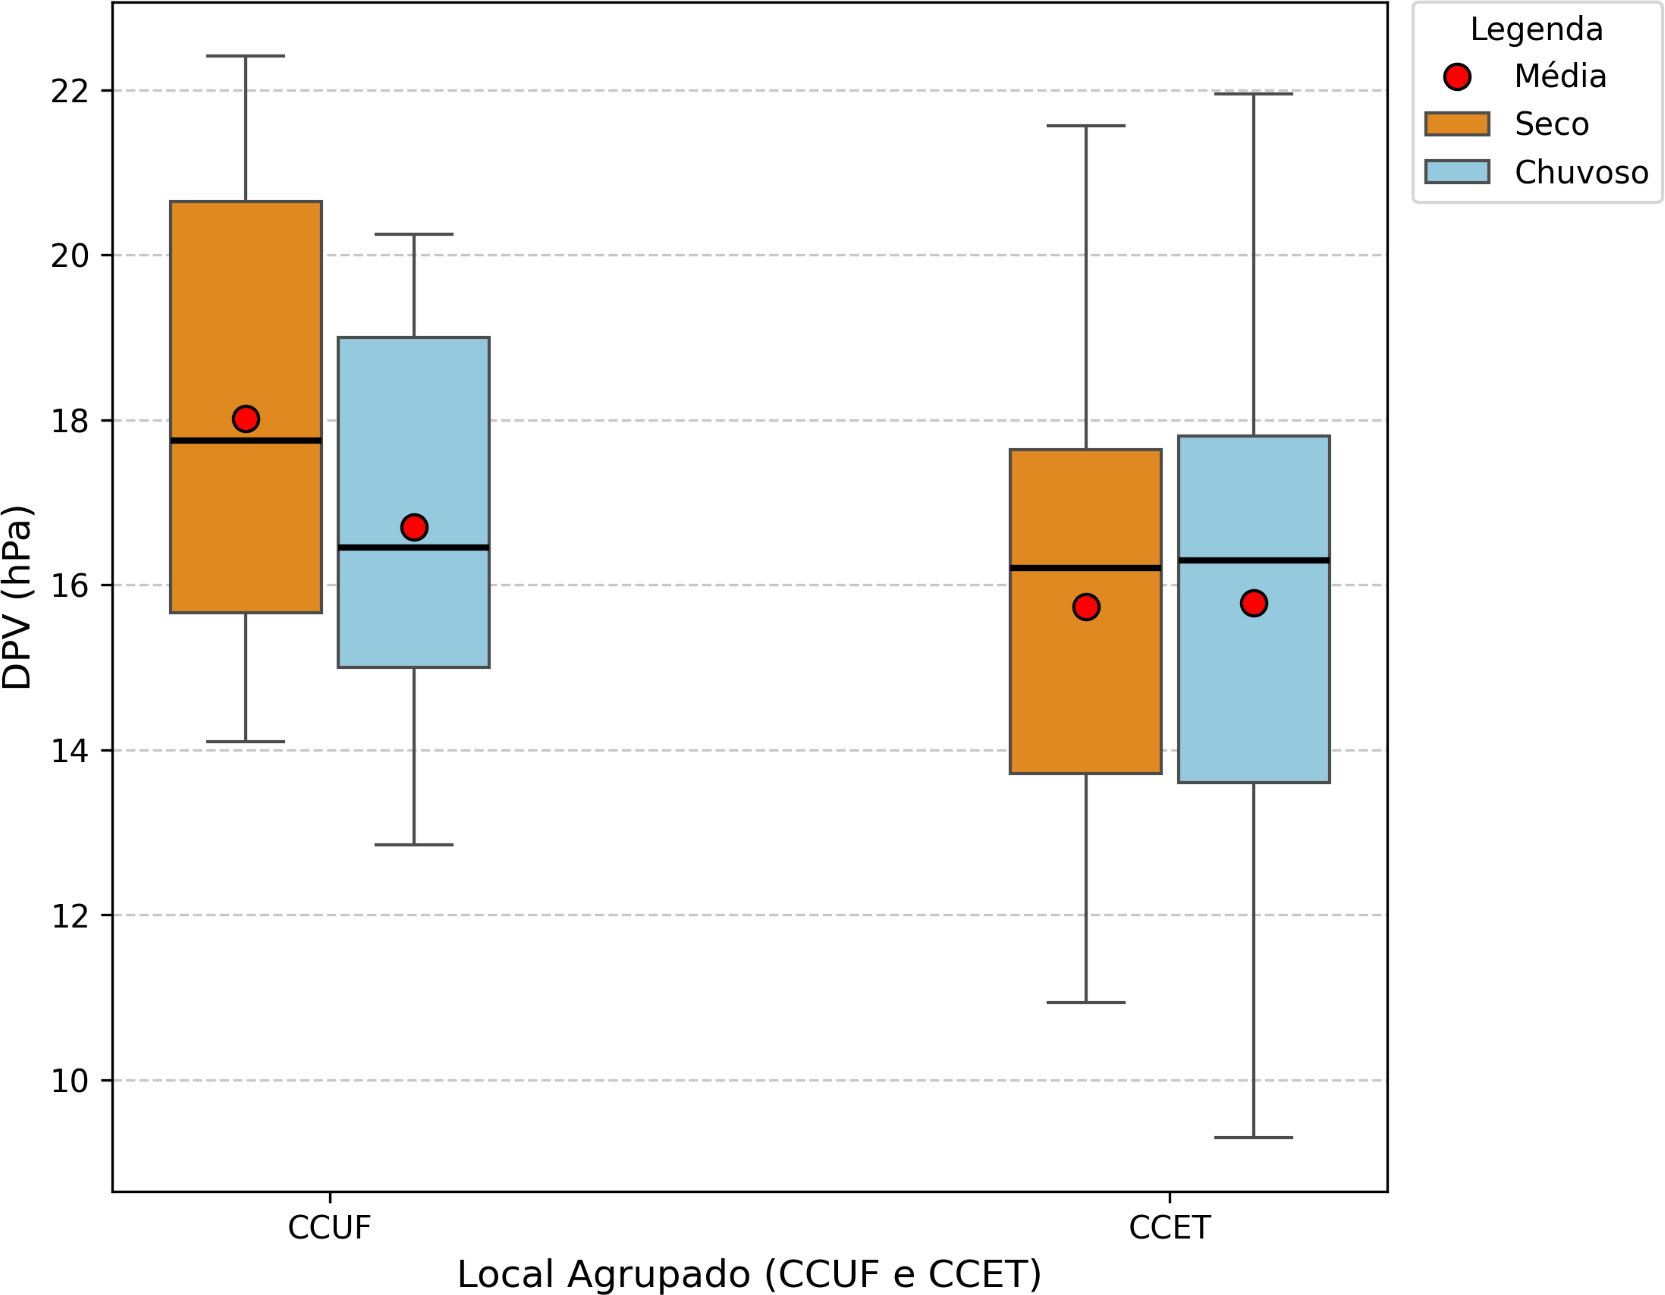 Legenda
Média
Seco
Chuvoso
22
20
18
16
14
12
10
DPV (hPa)
CCUF
CCET
Local Agrupado (CCUF e CCET)